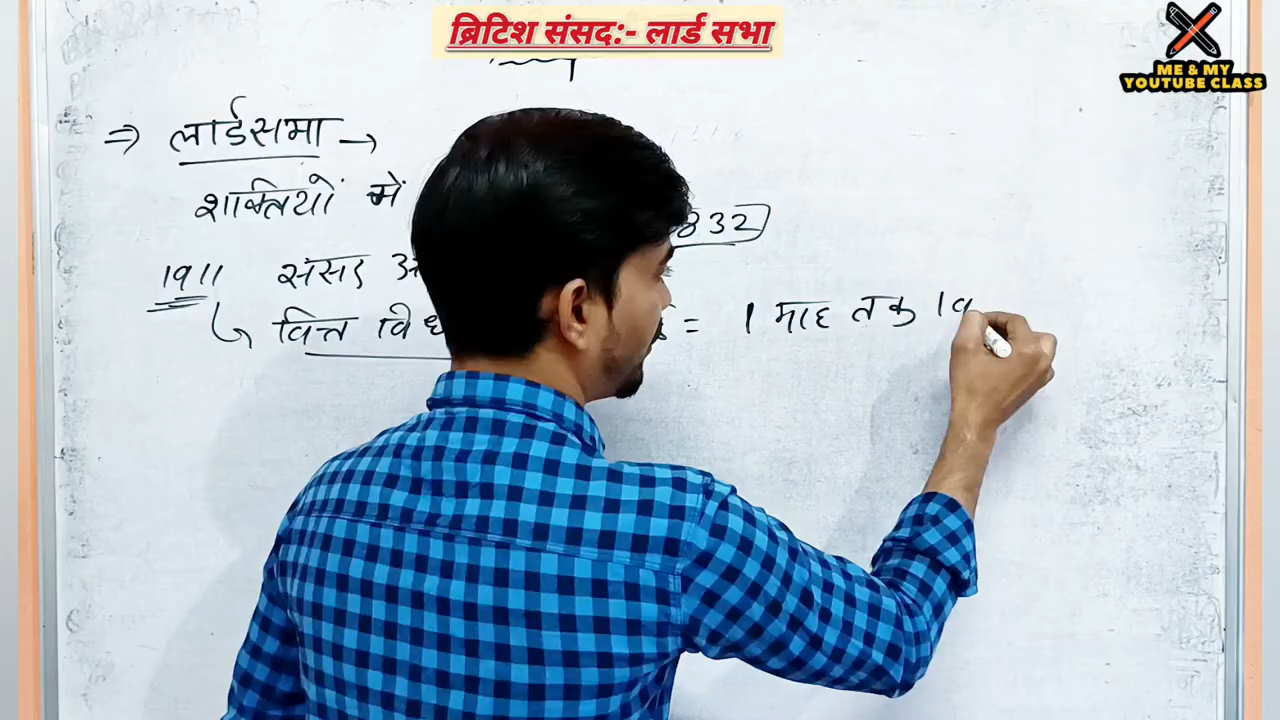 ब्रिटिश संसद:- लार्ड सभा
ME & MY
YOUTUBE CLASS
⇒ लार्डसभा →
शक्तियों में
832
1911 संसद
↳ वित्त = 1 माह तक